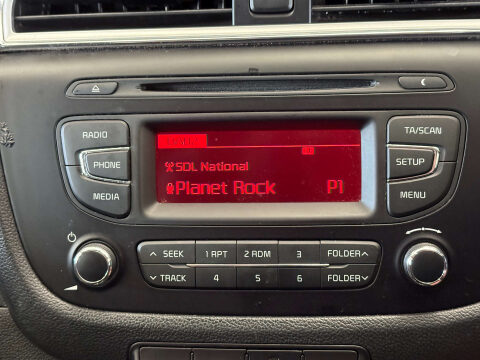 RADIO
PHONE
MEDIA
SDL National
Planet Rock P1
TA/SCAN
SETUP
MENU
SEEK 1 RPT 2 RDM 3 FOLDER
TRACK 4 5 6 FOLDER